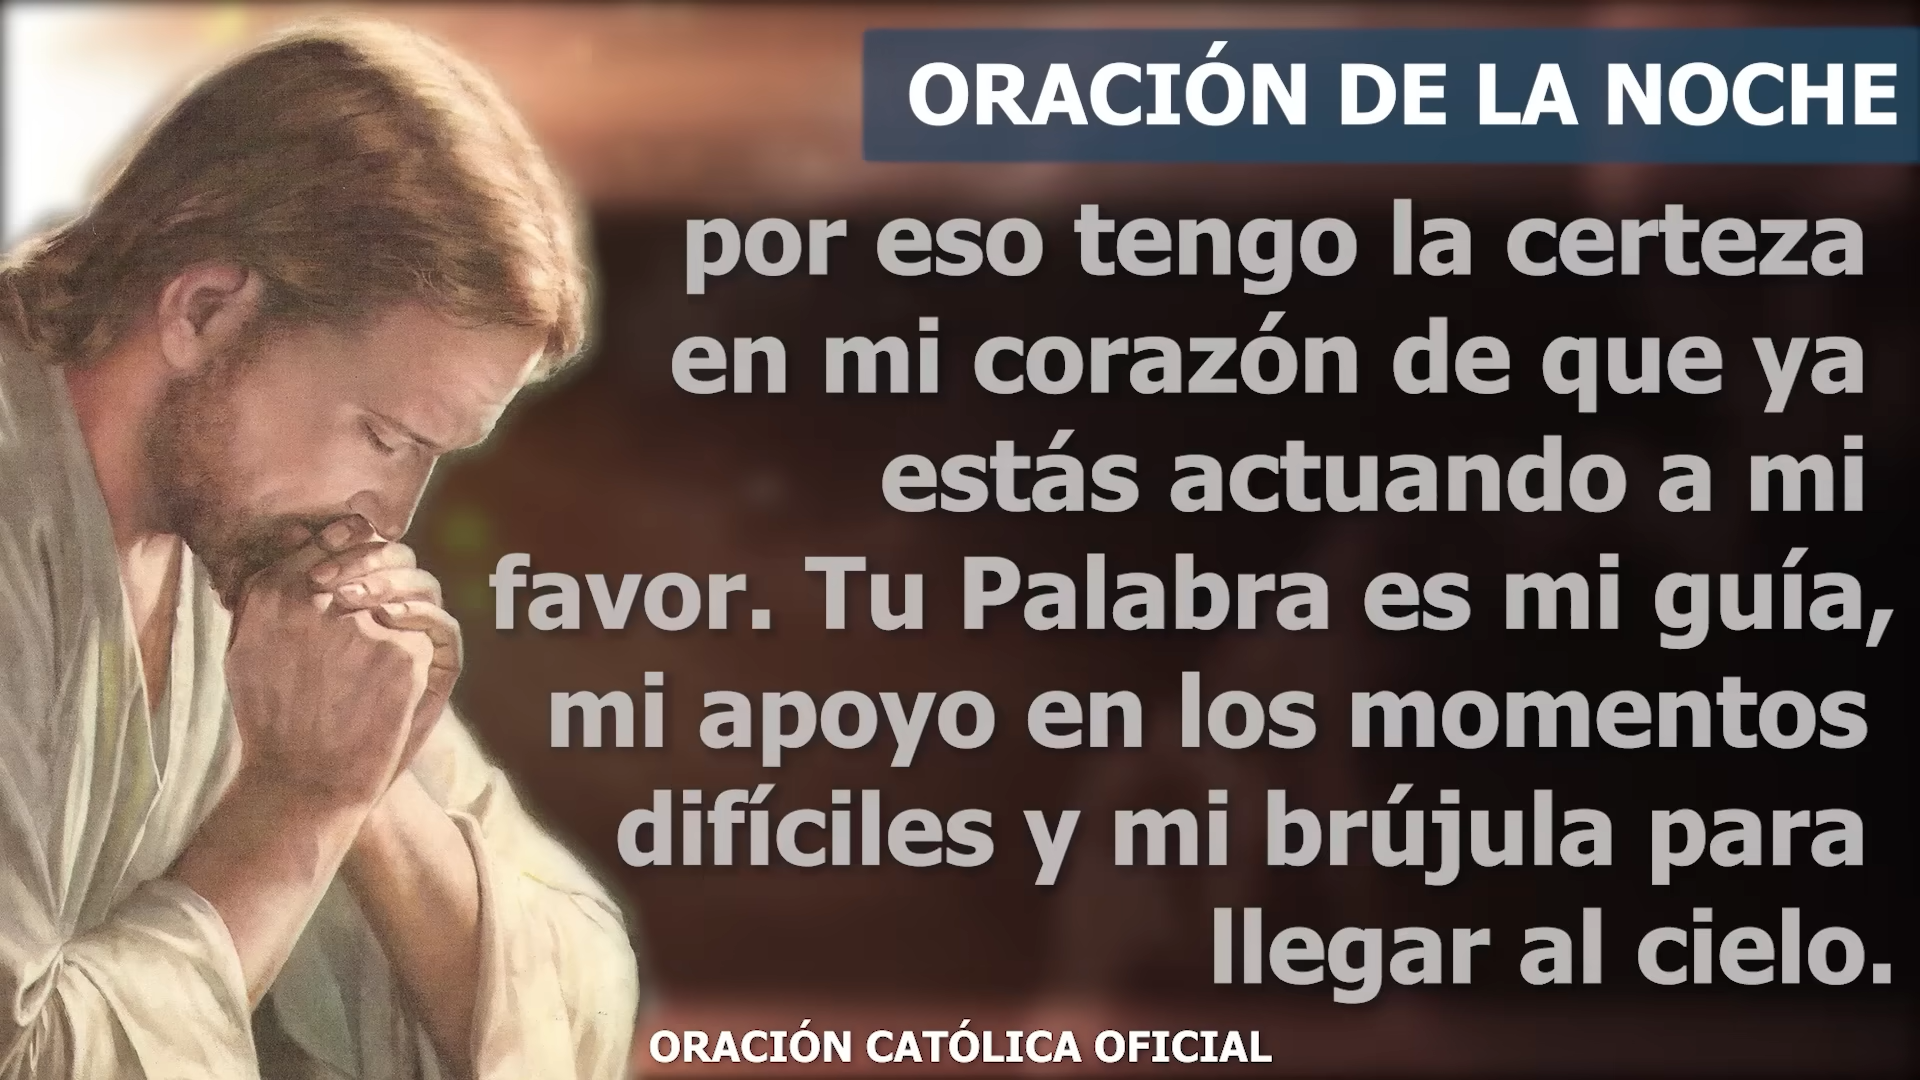 ORACIÓN DE LA NOCHE
por eso tengo la certeza
en mi corazón de que ya
estás actuando a mi
favor. Tu Palabra es mi guía,
mi apoyo en los momentos
difíciles y mi brújula para
llegar al cielo.
ORACIÓN CATÓLICA OFICIAL